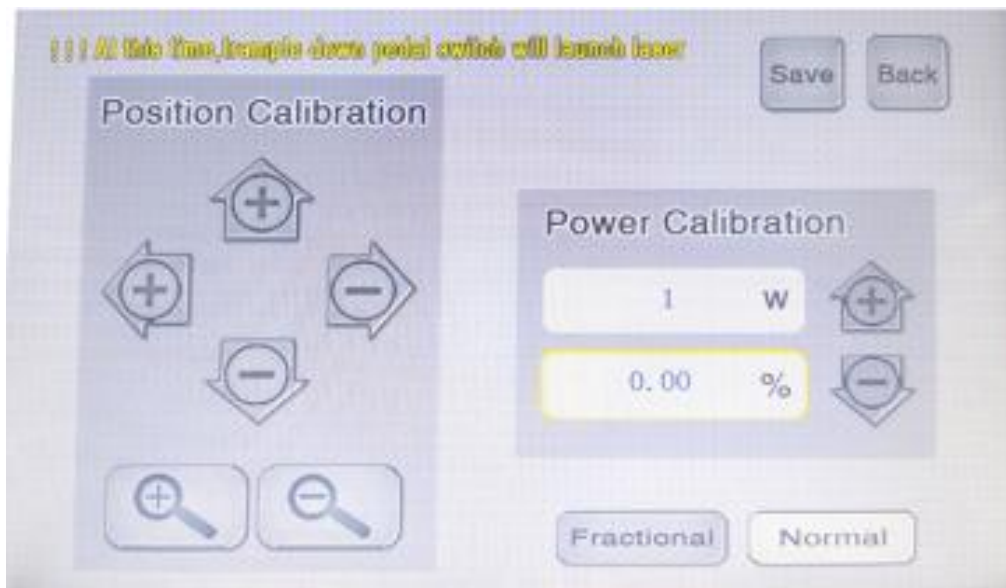 ! ! ! At this time,trample down pedal switch will launch laser
Save
Back
Position Calibration
Power Calibration
1 W
0.00 %
Fractional
Normal